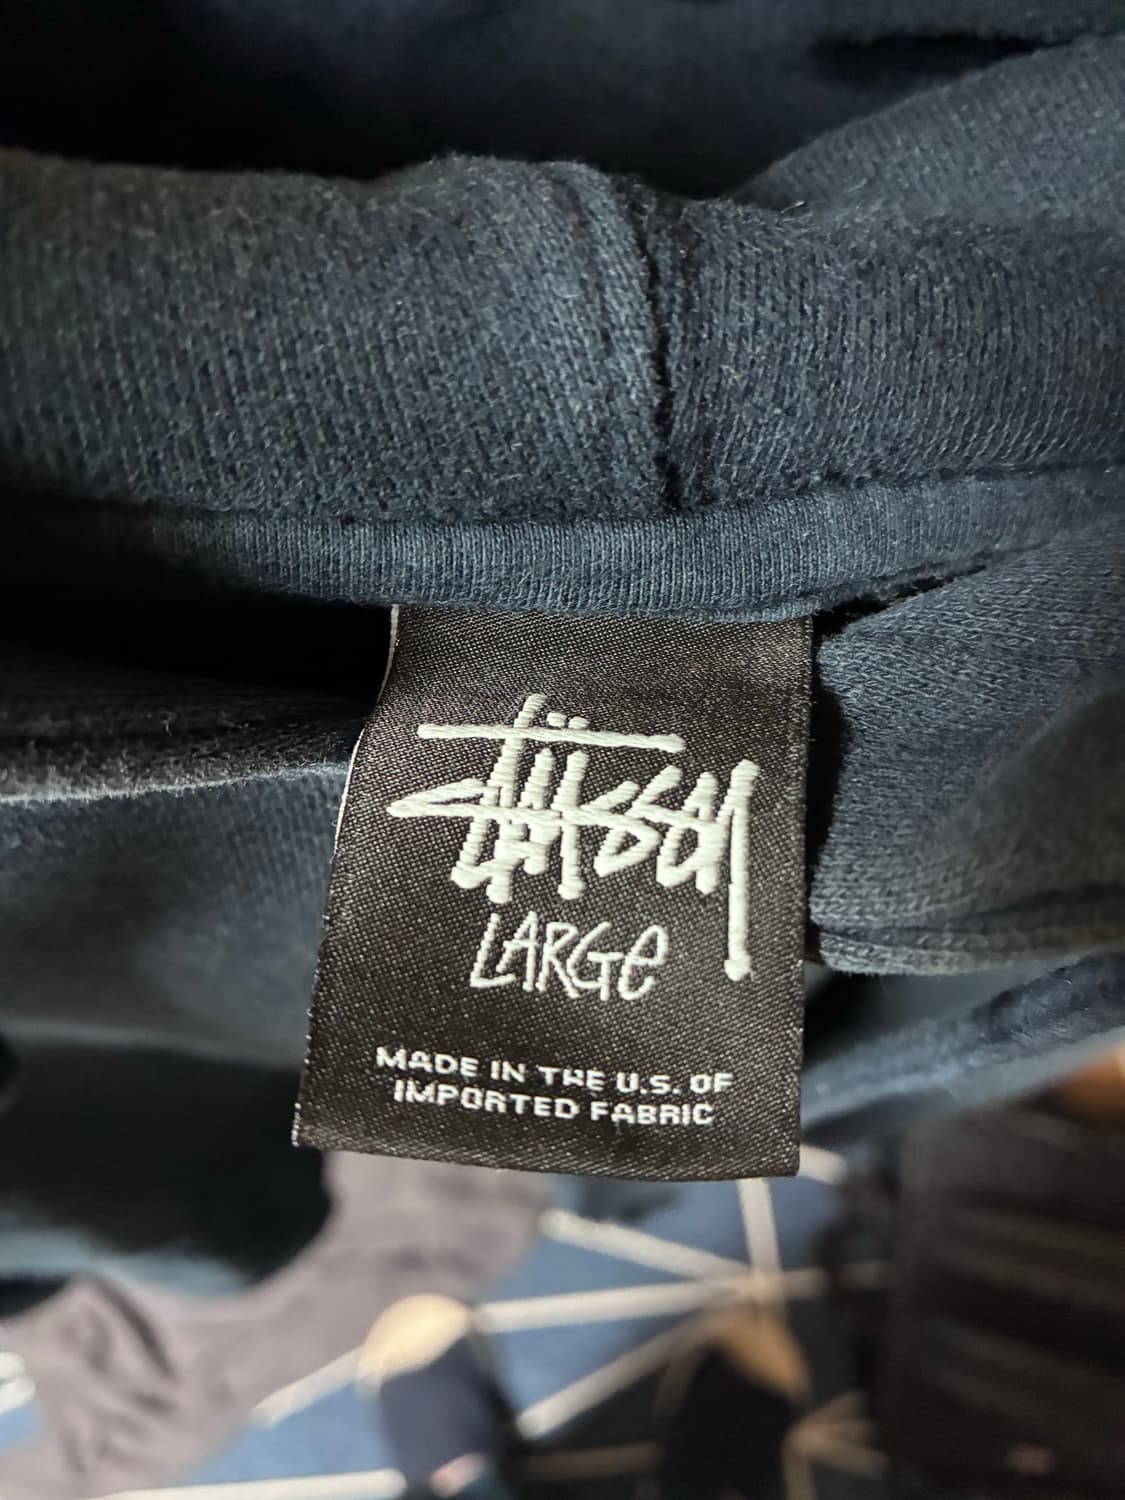 Stüssy
LARGe
MADE IN THE U.S. OF
IMPORTED FABRIC